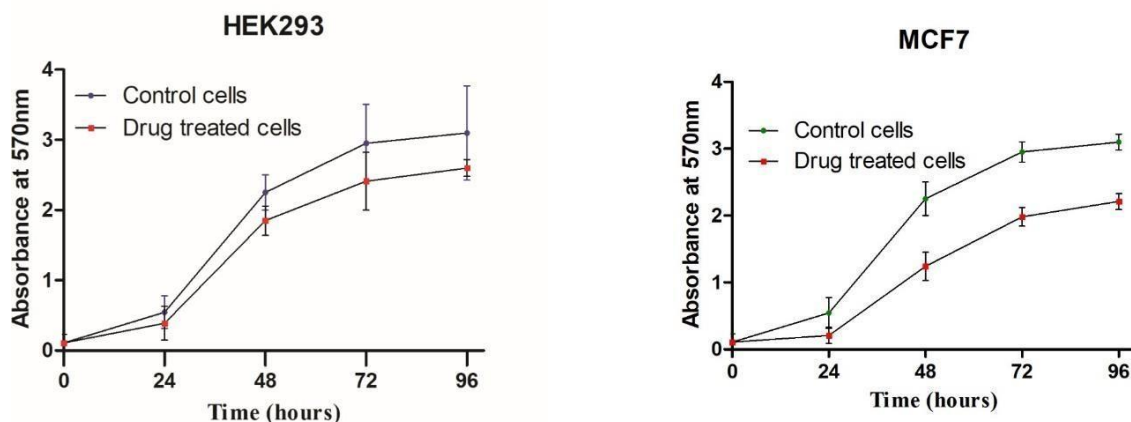 HEK293
Absorbance at 570nm
4
3
2
1
0
Control cells
Drug treated cells
0 24 48 72 96
Time (hours)
MCF7
Absorbance at 570nm
4
3
2
1
0
Control cells
Drug treated cells
0 24 48 72 96
Time (hours)